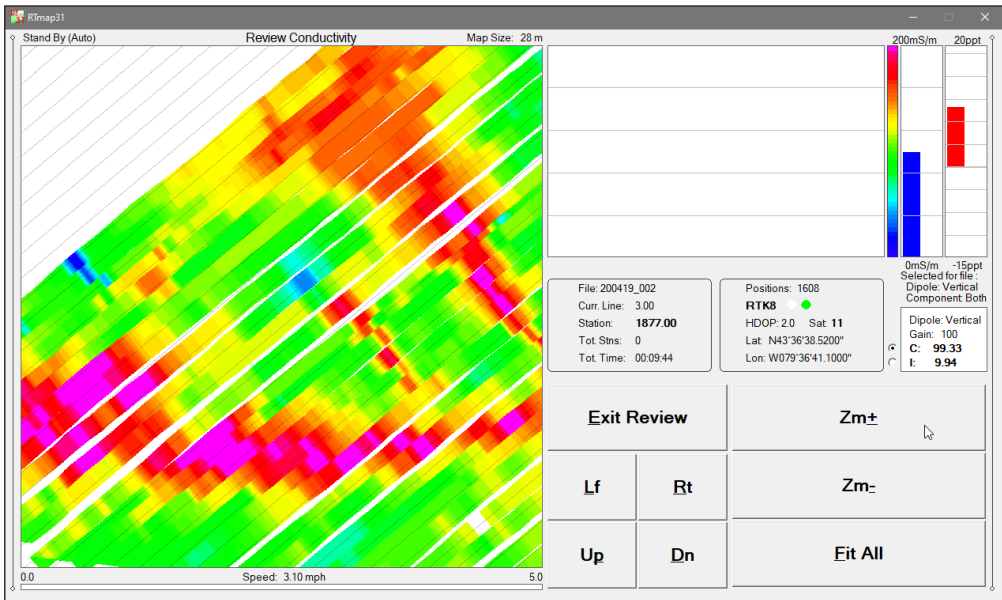 RTmap31
Stand By (Auto) Review Conductivity Map Size: 28 m
200mS/m 20ppt
0mS/m -15ppt
Selected for file :
Dipole: Vertical
Component: Both
File: 200419_002
Curr. Line: 3.00
Station: 1877.00
Tot. Stns: 0
Tot. Time: 00:09:44
Positions: 1608
RTK8
HDOP: 2.0 Sat: 11
Lat: N43°36'38.5200"
Lon: W079°36'41.1000"
Dipole: Vertical
Gain: 100
C: 99.33
I: 9.94
Exit Review
Zm+
Lf
Rt
Zm-
Up
Dn
Fit All
0.0 Speed: 3.10 mph 5.0